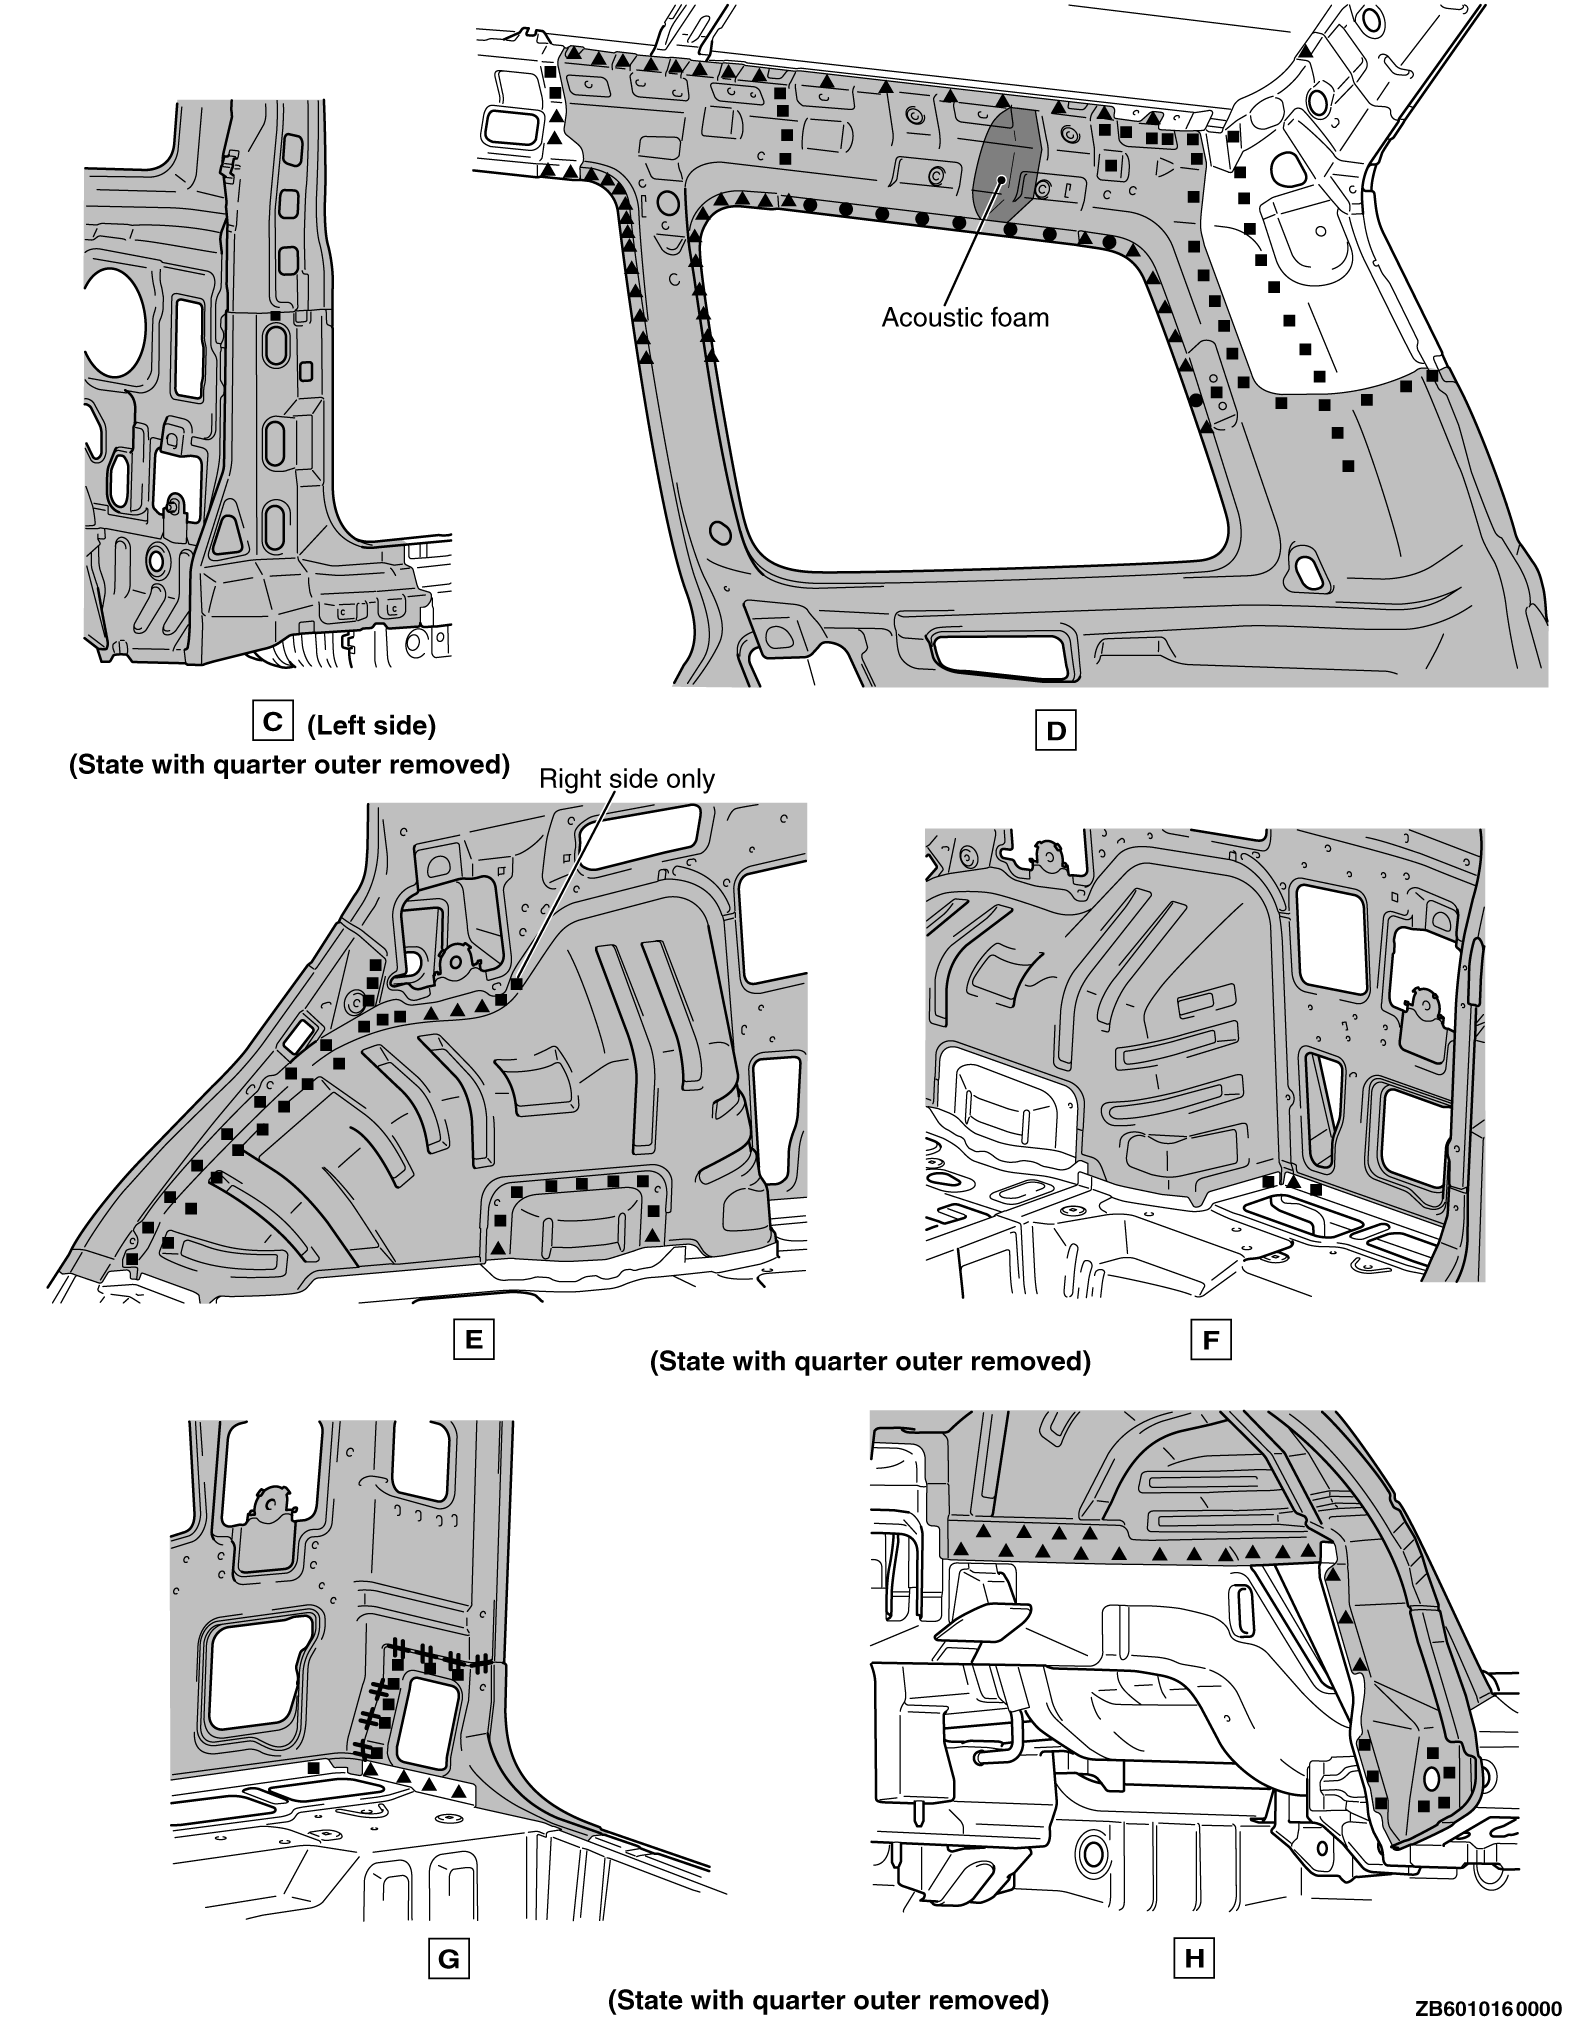 Acoustic foam
C (Left side)
(State with quarter outer removed)
D
Right side only
E
F
(State with quarter outer removed)
G
H
(State with quarter outer removed)
ZB6010160000